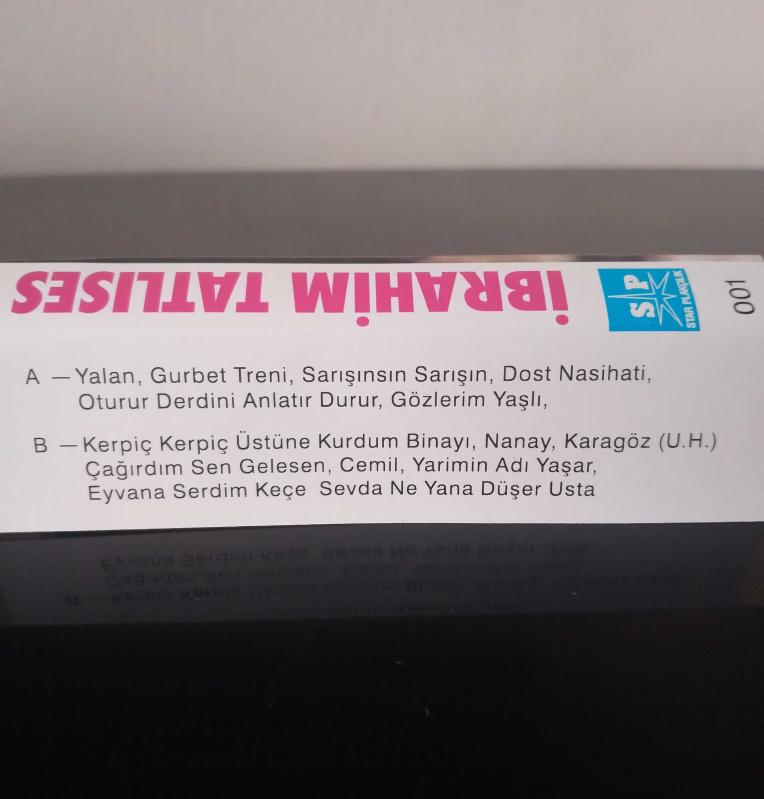 İBRAHİM TATLISES
SP
STAR PLAKÇILIK
001
A — Yalan, Gurbet Treni, Sarışınsın Sarışın, Dost Nasihati,
Oturur Derdini Anlatır Durur, Gözlerim Yaşlı,
B — Kerpiç Kerpiç Üstüne Kurdum Binayı, Nanay, Karagöz (U.H.)
Çağırdım Sen Gelesen, Cemil, Yarimin Adı Yaşar,
Eyvana Serdim Keçe Sevda Ne Yana Düşer Usta